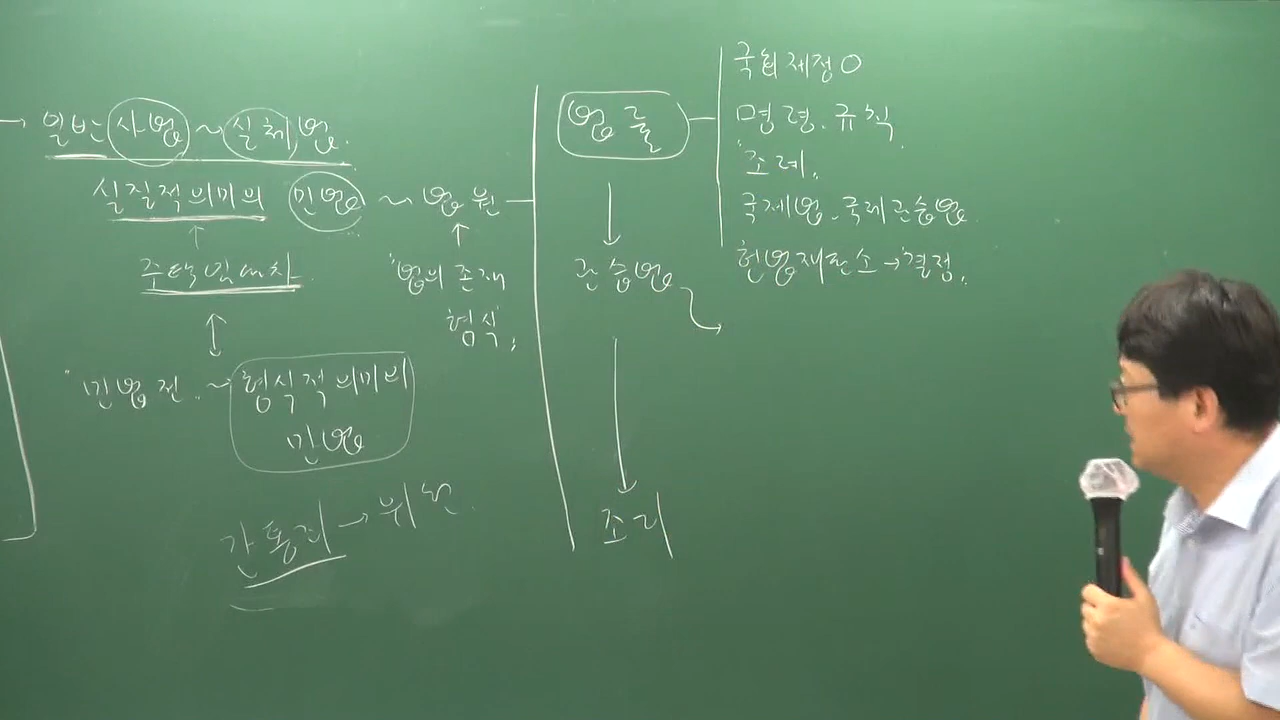 → 일반 사법 ~ 실체법.
실질적 의미의 민법 ~ 법원
↑
주택임대차
↕
민법전. ~ 형식적 의미의
민법
↑
법의 존재
형식,
간통죄 → 위헌.
법률
↓
관습법
↓
조리
국회제정 O
명령. 규칙.
조례.
국제법. 국제관습법.
헌법재판소 → 결정.